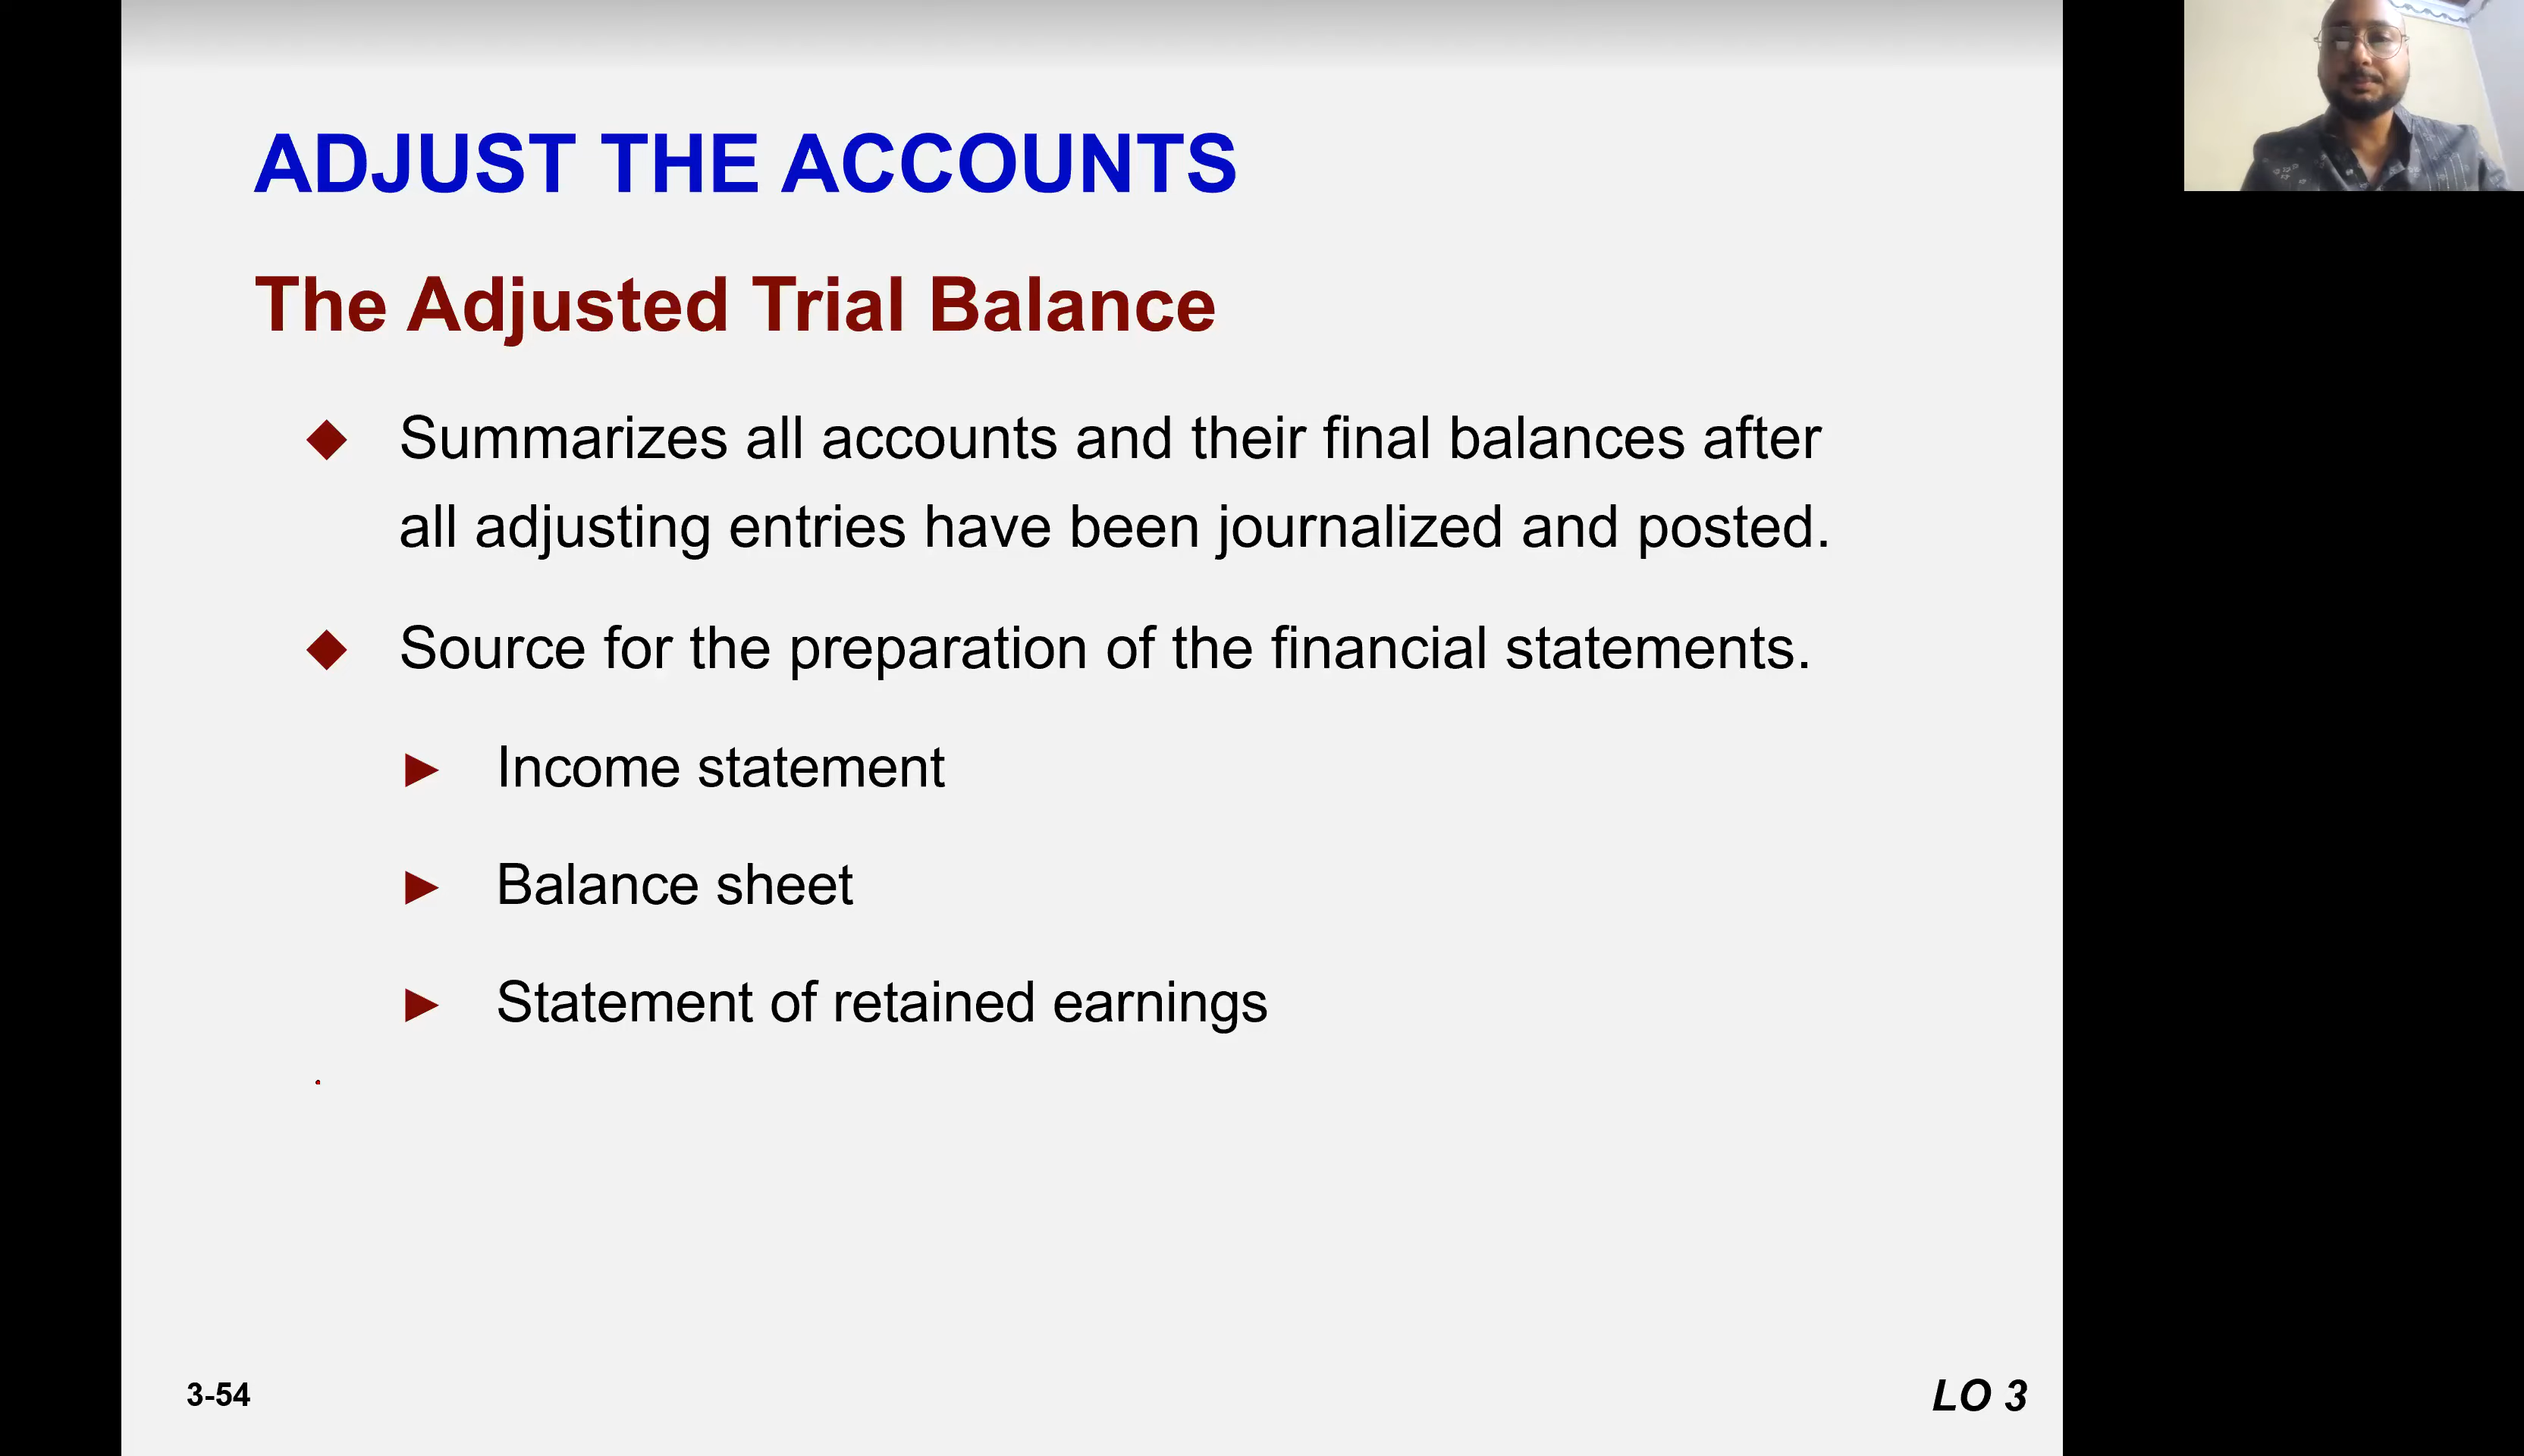 ADJUST THE ACCOUNTS
The Adjusted Trial Balance
Summarizes all accounts and their final balances after
all adjusting entries have been journalized and posted.
Source for the preparation of the financial statements.
Income statement
Balance sheet
Statement of retained earnings
3-54
LO 3